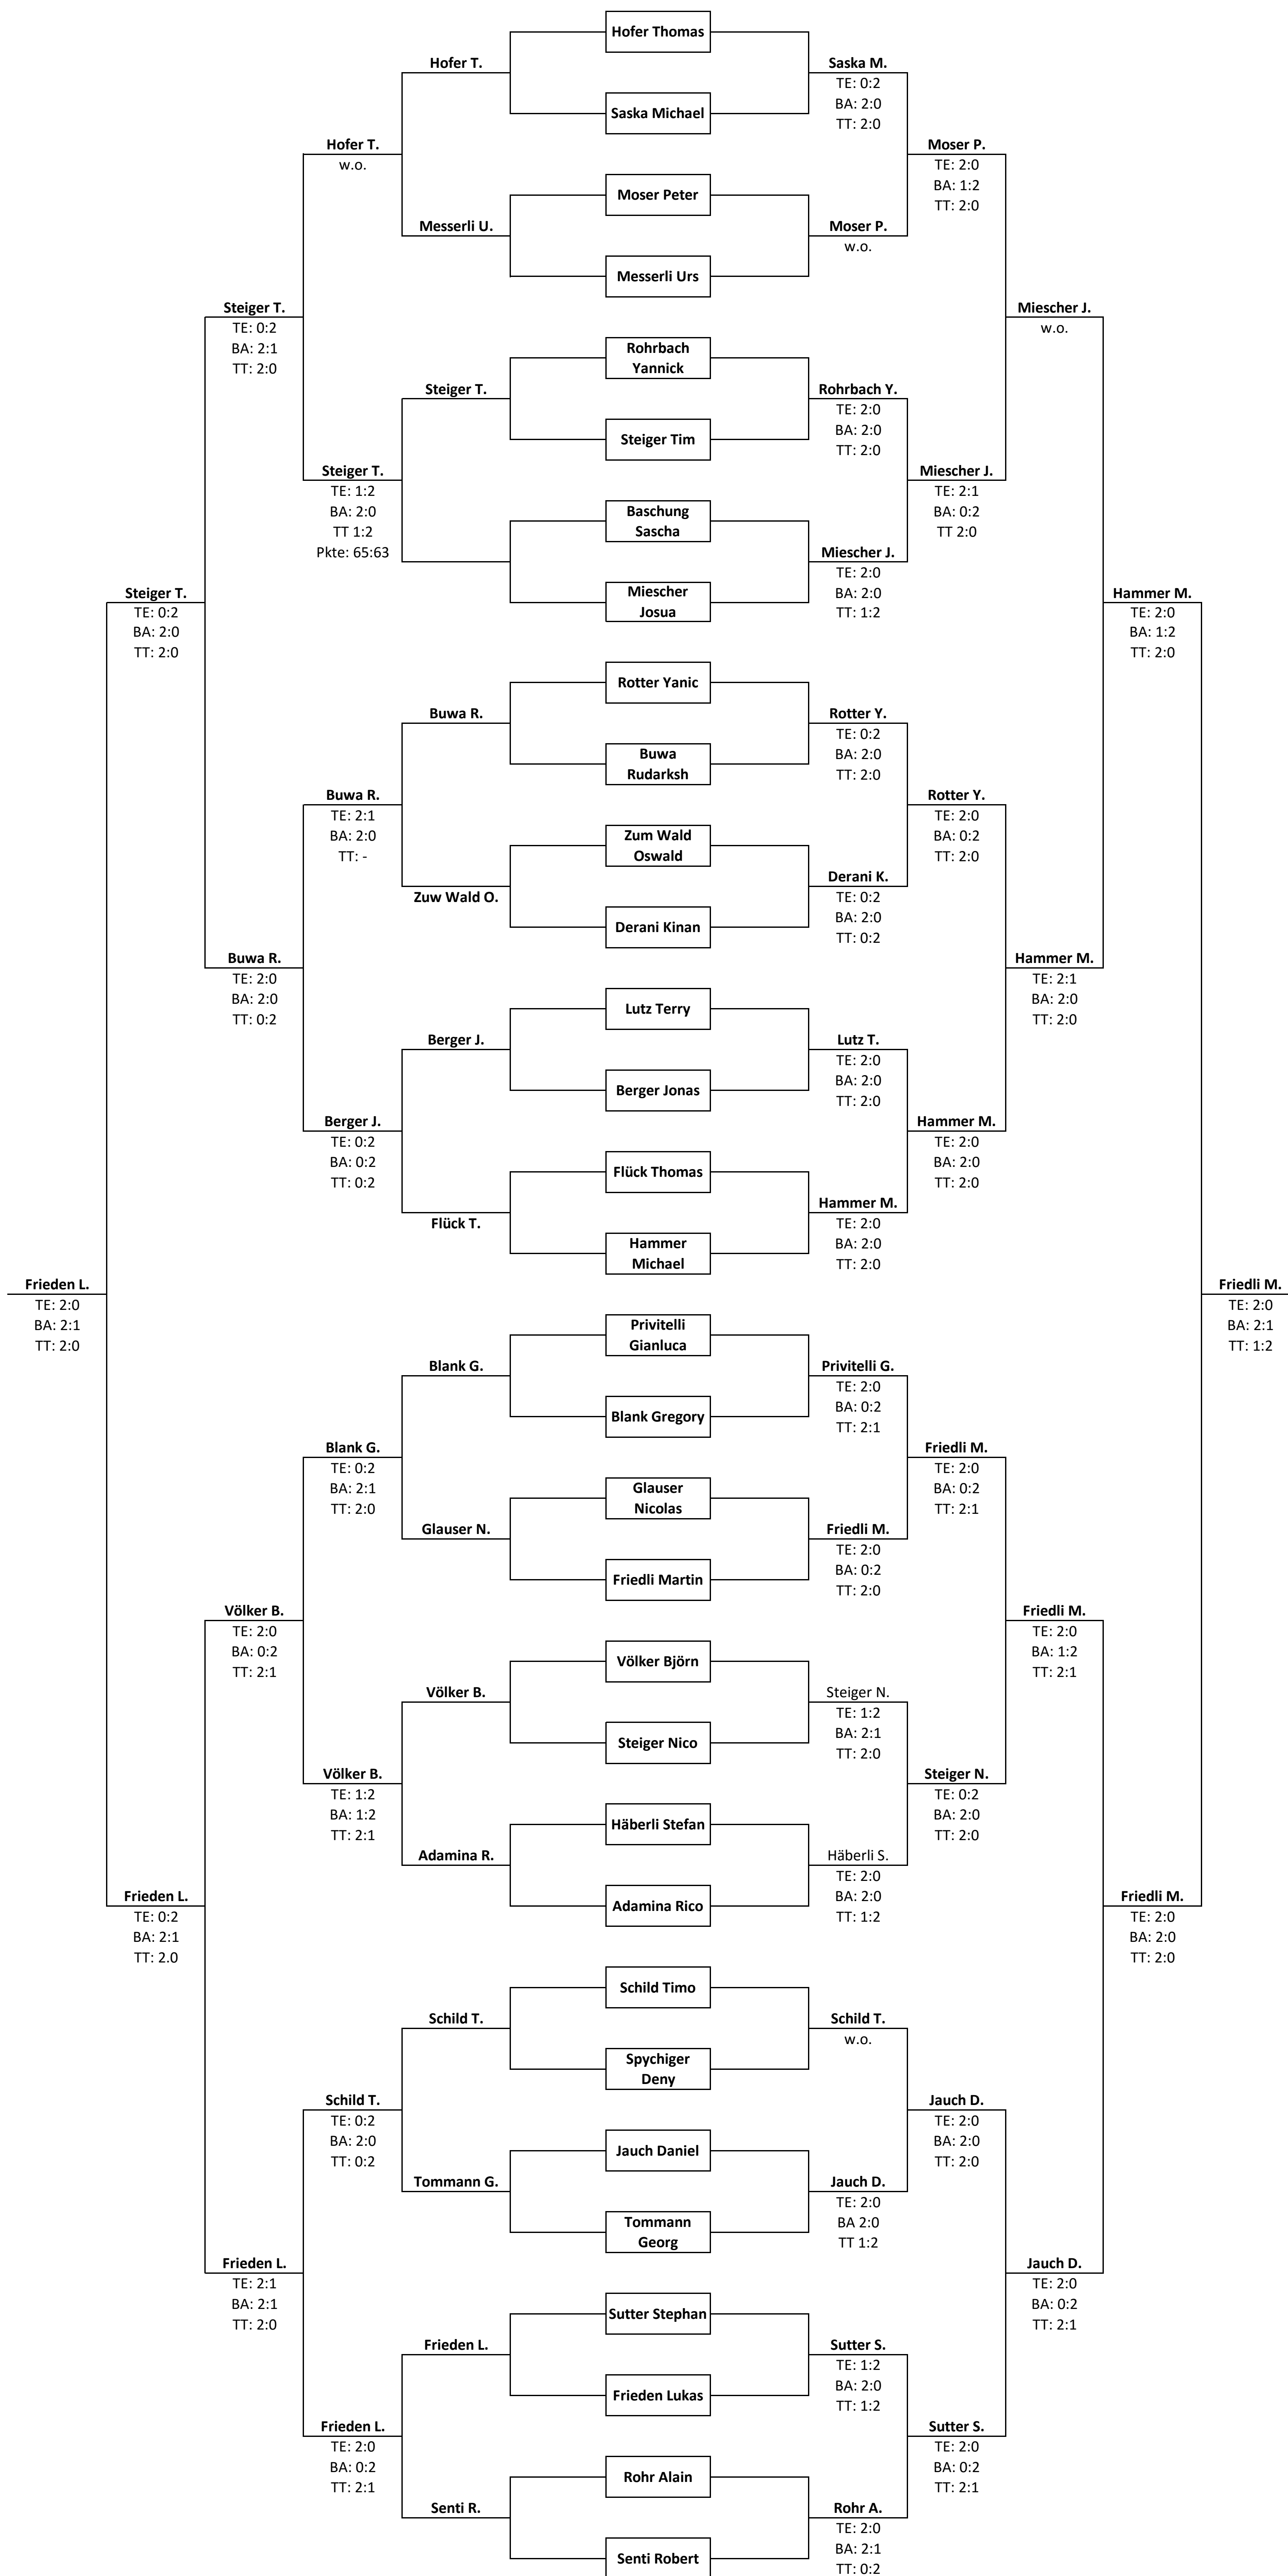 Hofer Thomas
Hofer T.
Saska M.
TE: 0:2
BA: 2:0
TT: 2:0
Saska Michael
Hofer T.
w.o.
Moser P.
TE: 2:0
BA: 1:2
TT: 2:0
Moser Peter
Messerli U.
Moser P.
w.o.
Messerli Urs
Steiger T.
TE: 0:2
BA: 2:1
TT: 2:0
Miescher J.
w.o.
Rohrbach
Yannick
Steiger T.
Rohrbach Y.
TE: 2:0
BA: 2:0
TT: 2:0
Steiger Tim
Steiger T.
TE: 1:2
BA: 2:0
TT 1:2
Pkte: 65:63
Miescher J.
TE: 2:1
BA: 0:2
TT 2:0
Baschung
Sascha
Miescher J.
TE: 2:0
BA: 2:0
TT: 1:2
Miescher
Josua
Steiger T.
TE: 0:2
BA: 2:0
TT: 2:0
Hammer M.
TE: 2:0
BA: 1:2
TT: 2:0
Rotter Yanic
Buwa R.
Rotter Y.
TE: 0:2
BA: 2:0
TT: 2:0
Buwa
Rudarksh
Buwa R.
TE: 2:1
BA: 2:0
TT: -
Rotter Y.
TE: 2:0
BA: 0:2
TT: 2:0
Zum Wald
Oswald
Zuw Wald O.
Derani K.
TE: 0:2
BA: 2:0
TT: 0:2
Derani Kinan
Buwa R.
TE: 2:0
BA: 2:0
TT: 0:2
Hammer M.
TE: 2:1
BA: 2:0
TT: 2:0
Lutz Terry
Berger J.
Lutz T.
TE: 2:0
BA: 2:0
TT: 2:0
Berger Jonas
Berger J.
TE: 0:2
BA: 0:2
TT: 0:2
Hammer M.
TE: 2:0
BA: 2:0
TT: 2:0
Flück Thomas
Flück T.
Hammer M.
TE: 2:0
BA: 2:0
TT: 2:0
Hammer
Michael
Frieden L.
TE: 2:0
BA: 2:1
TT: 2:0
Friedli M.
TE: 2:0
BA: 2:1
TT: 1:2
Privitelli
Gianluca
Blank G.
Privitelli G.
TE: 2:0
BA: 0:2
TT: 2:1
Blank Gregory
Blank G.
TE: 0:2
BA: 2:1
TT: 2:0
Friedli M.
TE: 2:0
BA: 0:2
TT: 2:1
Glauser
Nicolas
Glauser N.
Friedli M.
TE: 2:0
BA: 0:2
TT: 2:0
Friedli Martin
Völker B.
TE: 2:0
BA: 0:2
TT: 2:1
Friedli M.
TE: 2:0
BA: 1:2
TT: 2:1
Völker Björn
Völker B.
Steiger N.
TE: 1:2
BA: 2:1
TT: 2:0
Steiger Nico
Völker B.
TE: 1:2
BA: 1:2
TT: 2:1
Steiger N.
TE: 0:2
BA: 2:0
TT: 2:0
Häberli Stefan
Adamina R.
Häberli S.
TE: 2:0
BA: 2:0
TT: 1:2
Adamina Rico
Frieden L.
TE: 0:2
BA: 2:1
TT: 2.0
Friedli M.
TE: 2:0
BA: 2:0
TT: 2:0
Schild Timo
Schild T.
Schild T.
w.o.
Spychiger
Deny
Schild T.
TE: 0:2
BA: 2:0
TT: 0:2
Jauch D.
TE: 2:0
BA: 2:0
TT: 2:0
Jauch Daniel
Tommann G.
Jauch D.
TE: 2:0
BA 2:0
TT 1:2
Tommann
Georg
Frieden L.
TE: 2:1
BA: 2:1
TT: 2:0
Jauch D.
TE: 2:0
BA: 0:2
TT: 2:1
Sutter Stephan
Frieden L.
Sutter S.
TE: 1:2
BA: 2:0
TT: 1:2
Frieden Lukas
Frieden L.
TE: 2:0
BA: 0:2
TT: 2:1
Sutter S.
TE: 2:0
BA: 0:2
TT: 2:1
Rohr Alain
Senti R.
Rohr A.
TE: 2:0
BA: 2:1
TT: 0:2
Senti Robert